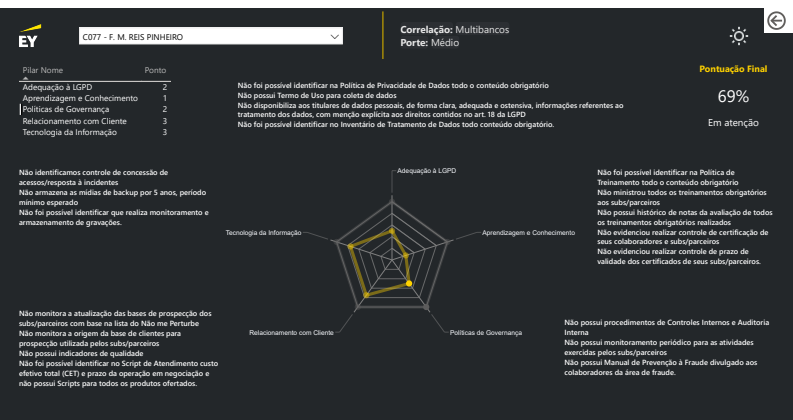 EY
C077 - F. M. REIS PINHEIRO
Correlação: Multibancos
Porte: Médio
Pontuação Final
69%
Em atenção
Pilar Nome Ponto
Adequação à LGPD 2
Aprendizagem e Conhecimento 1
Políticas de Governança 2
Relacionamento com Cliente 3
Tecnologia da Informação 3
Não foi possível identificar na Política de Privacidade de Dados todo o conteúdo obrigatório
Não possui Termo de Uso para coleta de dados
Não disponibiliza aos titulares de dados pessoais, de forma clara, adequada e ostensiva, informações referentes ao
tratamento dos dados, com menção explícita aos direitos contidos no art. 18 da LGPD
Não foi possível identificar no Inventário de Tratamento de Dados todo conteúdo obrigatório.
Não identificamos controle de concessão de
acessos/resposta à incidentes
Não armazena as mídias de backup por 5 anos, período
mínimo esperado
Não foi possível identificar que realiza monitoramento e
armazenamento de gravações.
Adequação à LGPD
Aprendizagem e Conhecimento
Políticas de Governança
Relacionamento com Cliente
Tecnologia da Informação
Não foi possível identificar na Política de
Treinamento todo o conteúdo obrigatório
Não ministrou todos os treinamentos obrigatórios
aos subs/parceiros
Não possui histórico de notas da avaliação de todos
os treinamentos obrigatórios realizados
Não evidenciou realizar controle de certificação de
seus colaboradores e subs/parceiros
Não evidenciou realizar controle de prazo de
validade dos certificados de seus subs/parceiros.
Não monitora a atualização das bases de prospecção dos
subs/parceiros com base na lista do Não me Perturbe
Não monitora a origem da base de clientes para
prospecção utilizada pelos subs/parceiros
Não possui indicadores de qualidade
Não foi possível identificar no Script de Atendimento custo
efetivo total (CET) e prazo da operação em negociação e
não possui Scripts para todos os produtos ofertados.
Não possui procedimentos de Controles Internos e Auditoria
Interna
Não possui monitoramento periódico para as atividades
exercidas pelos subs/parceiros
Não possui Manual de Prevenção à Fraude divulgado aos
colaboradores da área de fraude.